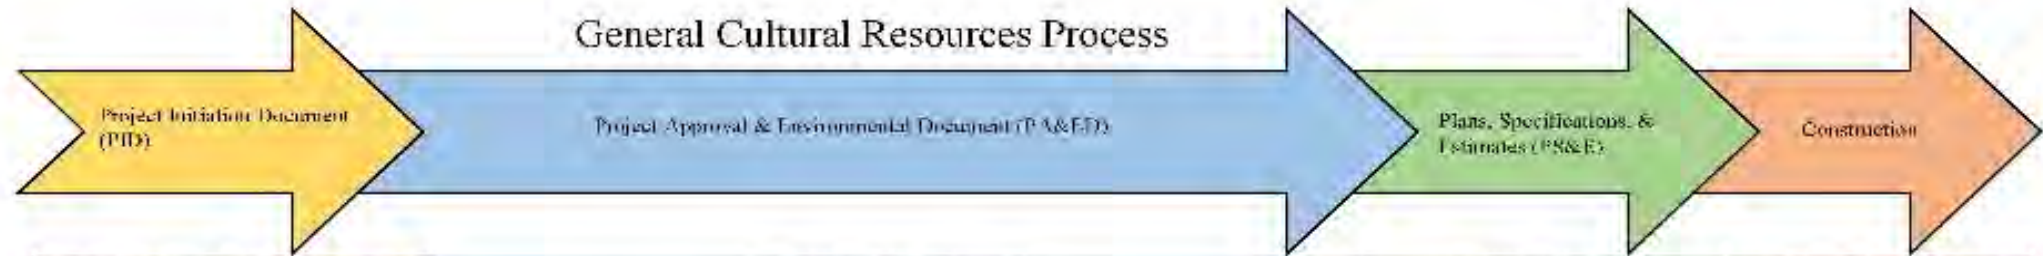 General Cultural Resources Process
Project Initiation Document
(PID)
Project Approval & Environmental Document (PA&ED)
Plans, Specifications, &
Estimates (PS&E)
Construction